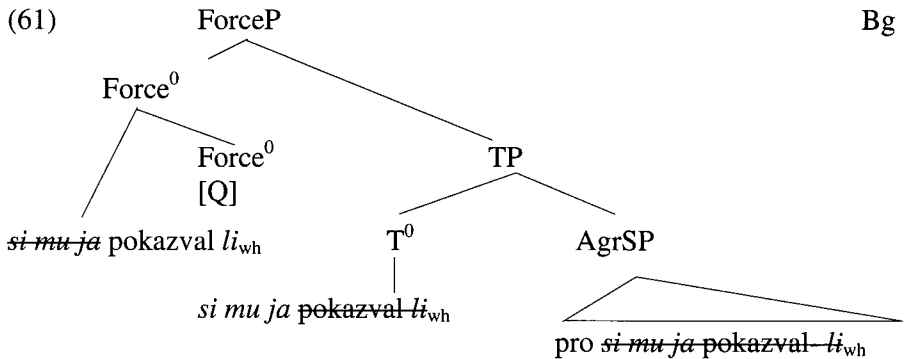 (61) ForceP Bg
Force⁰
Force⁰ TP
[Q]
si mu ja pokazval li_wh T⁰ AgrSP
si mu ja pokazval li_wh
pro si mu ja pokazval- li_wh